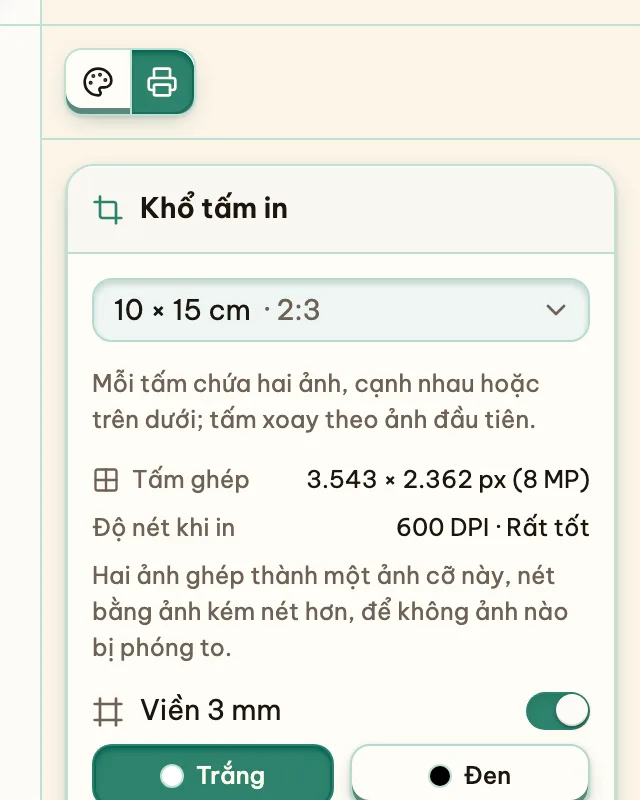 Khổ tấm in
10 × 15 cm · 2:3
Mỗi tấm chứa hai ảnh, cạnh nhau hoặc
trên dưới; tấm xoay theo ảnh đầu tiên.
Tấm ghép 3.543 × 2.362 px (8 MP)
Độ nét khi in 600 DPI · Rất tốt
Hai ảnh ghép thành một ảnh cỡ này, nét
bằng ảnh kém nét hơn, để không ảnh nào
bị phóng to.
Viền 3 mm
Trắng Đen